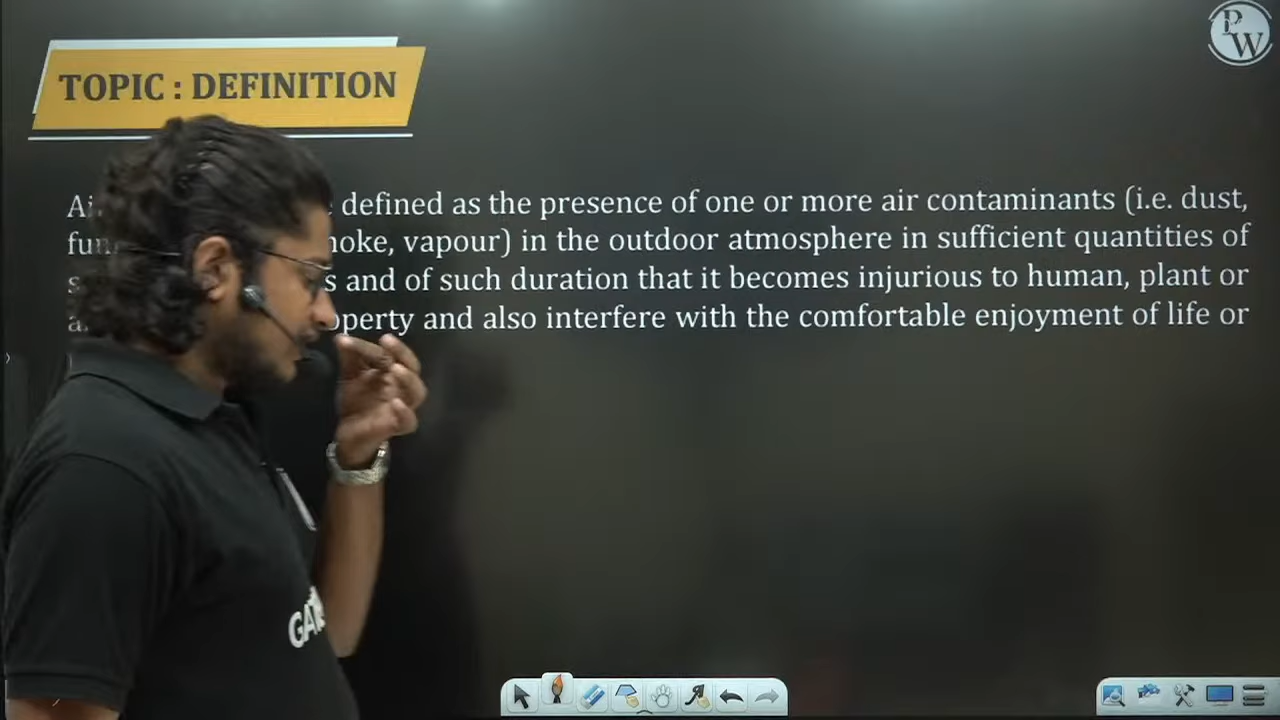 PW
TOPIC : DEFINITION
defined as the presence of one or more air contaminants (i.e. dust,
vapour) in the outdoor atmosphere in sufficient quantities of
and of such duration that it becomes injurious to human, plant or
and also interfere with the comfortable enjoyment of life or